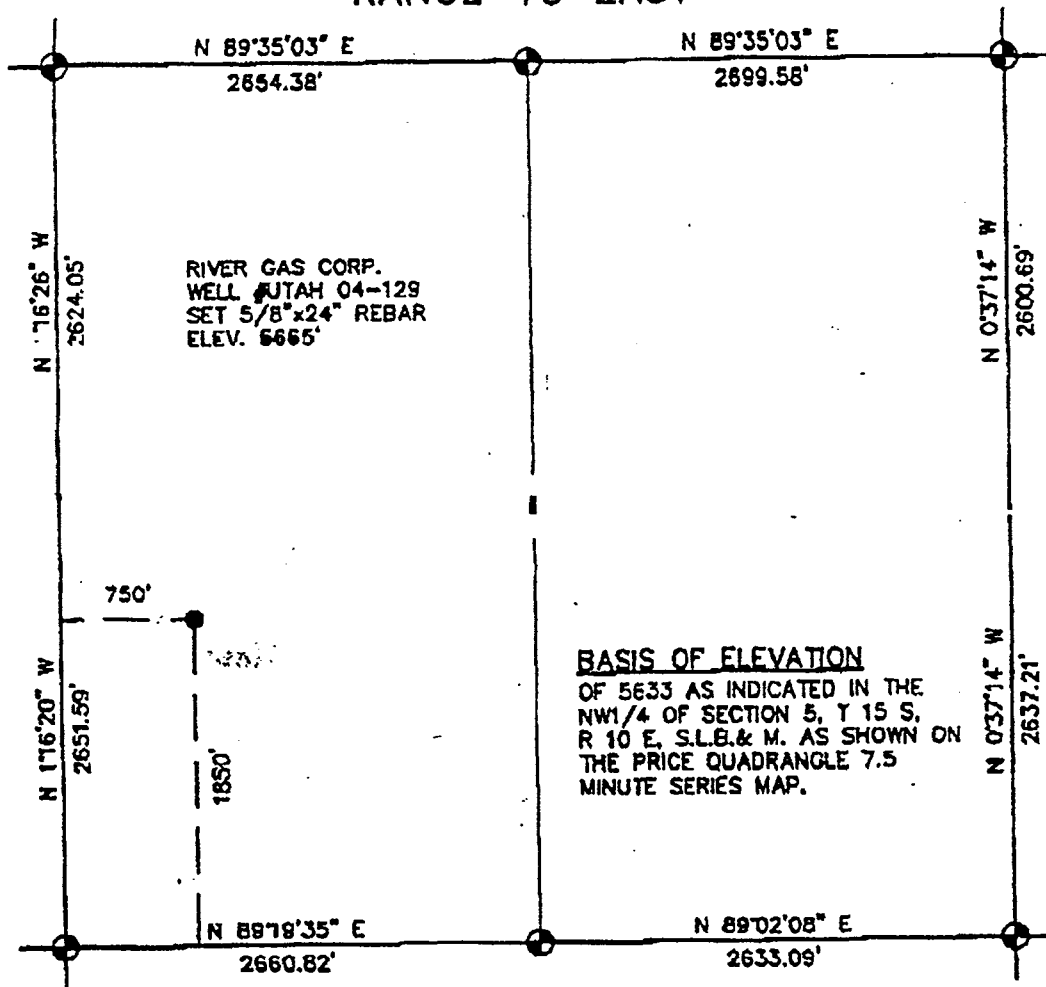 N 89°35'03" E
2654.38'
N 89°35'03" E
2699.58'
N 1°16'26" W
2624.05'
N 0°37'14" W
2600.69'
RIVER GAS CORP.
WELL #UTAH 04-129
SET 5/8"x24" REBAR
ELEV. 5665'
750'
1850'
N 1°16'20" W
2651.59'
BASIS OF ELEVATION
OF 5633 AS INDICATED IN THE
NW1/4 OF SECTION 5, T 15 S,
R 10 E, S.L.B.& M. AS SHOWN ON
THE PRICE QUADRANGLE 7.5
MINUTE SERIES MAP.
N 0°37'14" W
2637.21'
N 89°19'35" E
2660.82'
N 89°02'08" E
2633.09'